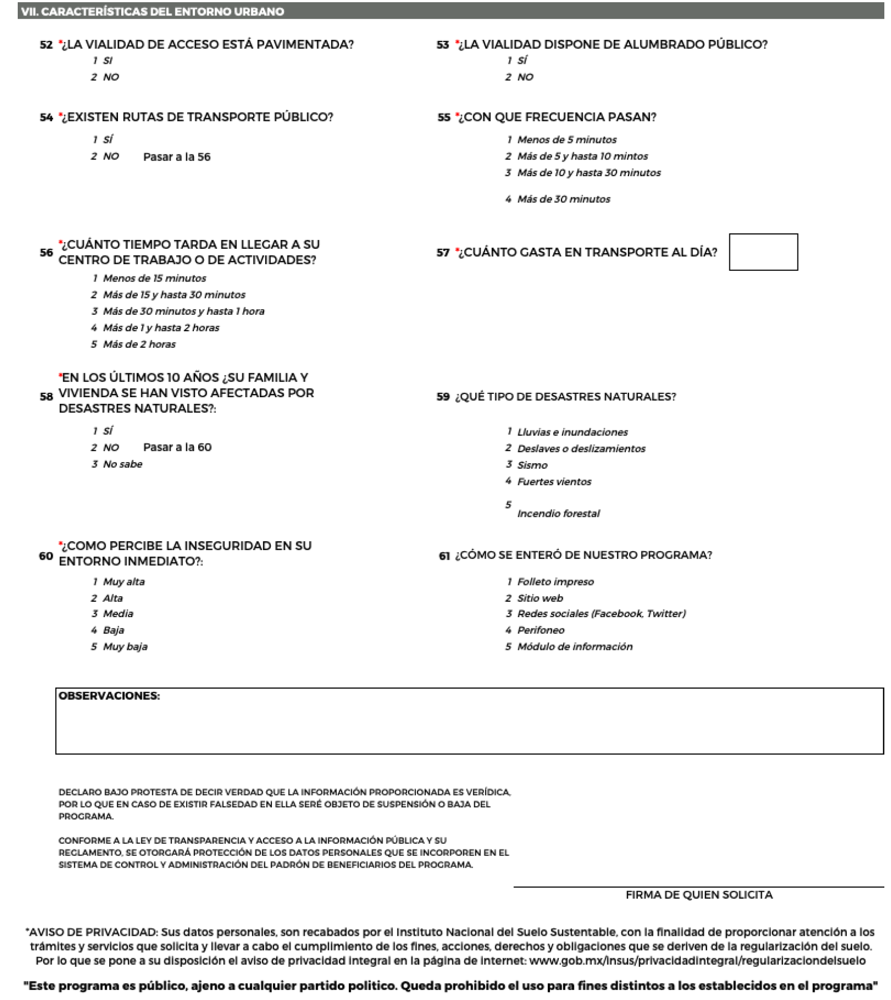 VII. CARACTERÍSTICAS DEL ENTORNO URBANO
52 *¿LA VIALIDAD DE ACCESO ESTÁ PAVIMENTADA?
1 SI
2 NO
53 *¿LA VIALIDAD DISPONE DE ALUMBRADO PÚBLICO?
1 SÍ
2 NO
54 *¿EXISTEN RUTAS DE TRANSPORTE PÚBLICO?
1 SÍ
2 NO Pasar a la 56
55 *¿CON QUE FRECUENCIA PASAN?
1 Menos de 5 minutos
2 Más de 5 y hasta 10 mintos
3 Más de 10 y hasta 30 minutos
4 Más de 30 minutos
56 *¿CUÁNTO TIEMPO TARDA EN LLEGAR A SU
CENTRO DE TRABAJO O DE ACTIVIDADES?
1 Menos de 15 minutos
2 Más de 15 y hasta 30 minutos
3 Más de 30 minutos y hasta 1 hora
4 Más de 1 y hasta 2 horas
5 Más de 2 horas
57 *¿CUÁNTO GASTA EN TRANSPORTE AL DÍA?
58 *EN LOS ÚLTIMOS 10 AÑOS ¿SU FAMILIA Y
VIVIENDA SE HAN VISTO AFECTADAS POR
DESASTRES NATURALES?:
1 SÍ
2 NO Pasar a la 60
3 No sabe
59 ¿QUÉ TIPO DE DESASTRES NATURALES?
1 Lluvias e inundaciones
2 Deslaves o deslizamientos
3 Sismo
4 Fuertes vientos
5 Incendio forestal
60 *¿COMO PERCIBE LA INSEGURIDAD EN SU
ENTORNO INMEDIATO?:
1 Muy alta
2 Alta
3 Media
4 Baja
5 Muy baja
61 ¿CÓMO SE ENTERÓ DE NUESTRO PROGRAMA?
1 Folleto impreso
2 Sitio web
3 Redes sociales (Facebook, Twitter)
4 Perifoneo
5 Módulo de información
OBSERVACIONES:
DECLARO BAJO PROTESTA DE DECIR VERDAD QUE LA INFORMACIÓN PROPORCIONADA ES VERÍDICA,
POR LO QUE EN CASO DE EXISTIR FALSEDAD EN ELLA SERÉ OBJETO DE SUSPENSIÓN O BAJA DEL
PROGRAMA.
CONFORME A LA LEY DE TRANSPARENCIA Y ACCESO A LA INFORMACIÓN PÚBLICA Y SU
REGLAMENTO, SE OTORGARÁ PROTECCIÓN DE LOS DATOS PERSONALES QUE SE INCORPOREN EN EL
SISTEMA DE CONTROL Y ADMINISTRACIÓN DEL PADRÓN DE BENEFICIARIOS DEL PROGRAMA.
FIRMA DE QUIEN SOLICITA
*AVISO DE PRIVACIDAD: Sus datos personales, son recabados por el Instituto Nacional del Suelo Sustentable, con la finalidad de proporcionar atención a los
trámites y servicios que solicita y llevar a cabo el cumplimiento de los fines, acciones, derechos y obligaciones que se deriven de la regularización del suelo.
Por lo que se pone a su disposición el aviso de privacidad integral en la página de internet: www.gob.mx/insus/privacidadintegral/regularizaciondelsuelo
"Este programa es público, ajeno a cualquier partido politico. Queda prohibido el uso para fines distintos a los establecidos en el programa"